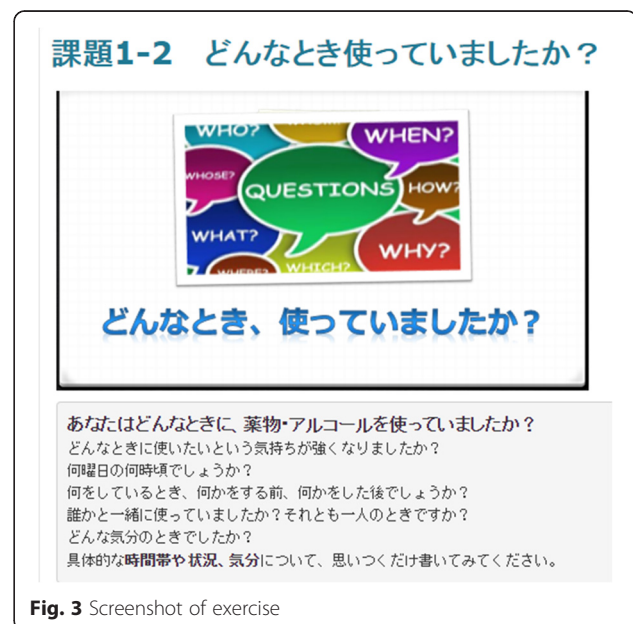 課題1-2 どんなとき使っていましたか？
WHO?
WHEN?
WHOSE?
QUESTIONS
HOW?
WHAT?
WHY?
WHERE?
WHICH?
どんなとき、使っていましたか？
あなたはどんなときに、薬物・アルコールを使っていましたか？
どんなときに使いたいという気持ちが強くなりましたか？
何曜日の何時頃でしょうか？
何をしているとき、何かをする前、何かをした後でしょうか？
誰かと一緒に使っていましたか？それとも一人のときですか？
どんな気分のときでしたか？
具体的な時間帯や状況、気分について、思いつくだけ書いてみてください。
Fig. 3 Screenshot of exercise